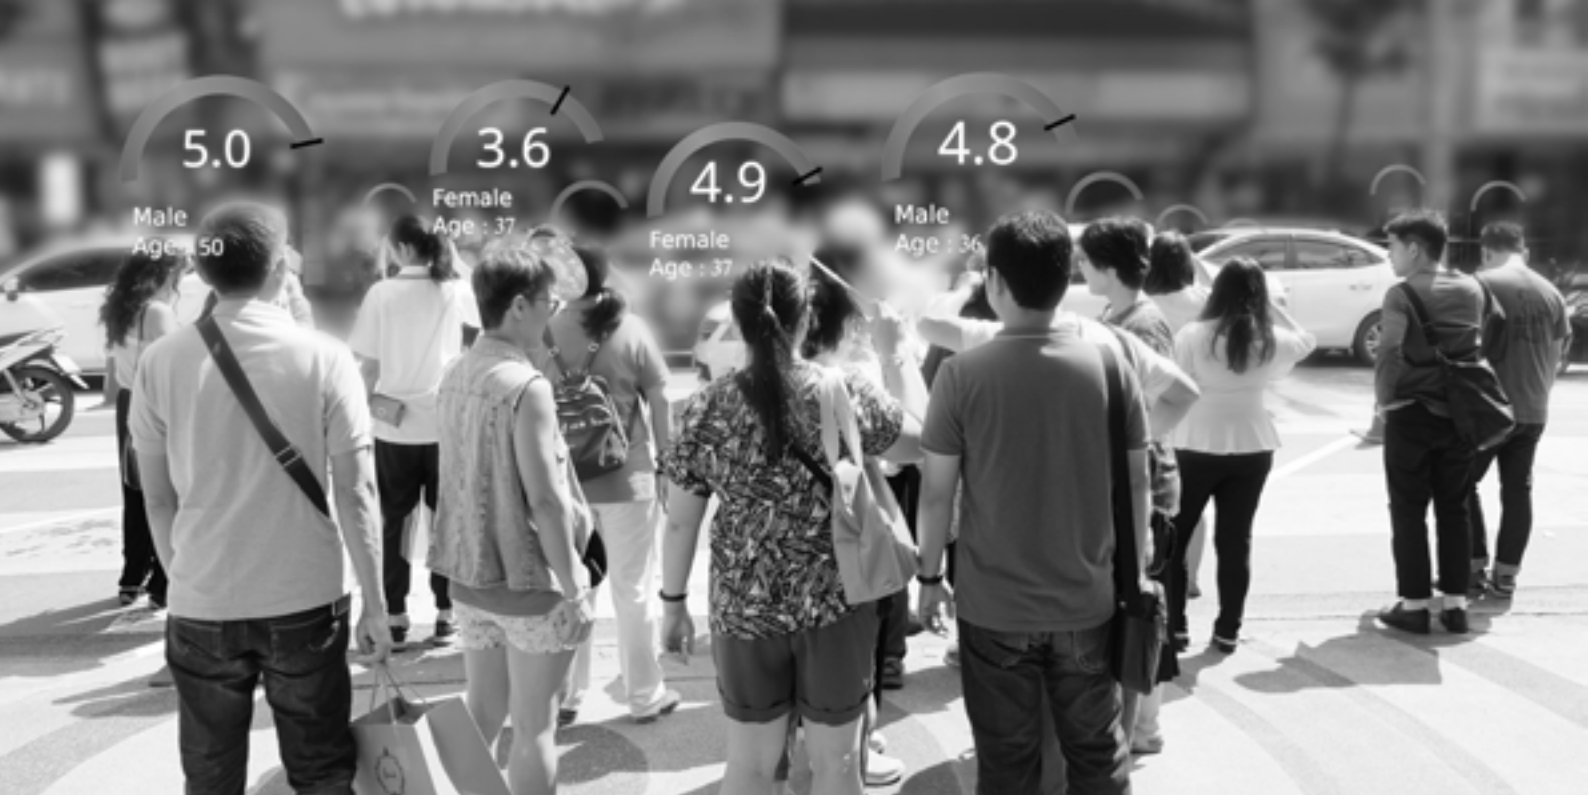 5.0
Male
Age : 50
3.6
Female
Age : 37
4.9
Female
Age : 37
4.8
Male
Age : 36